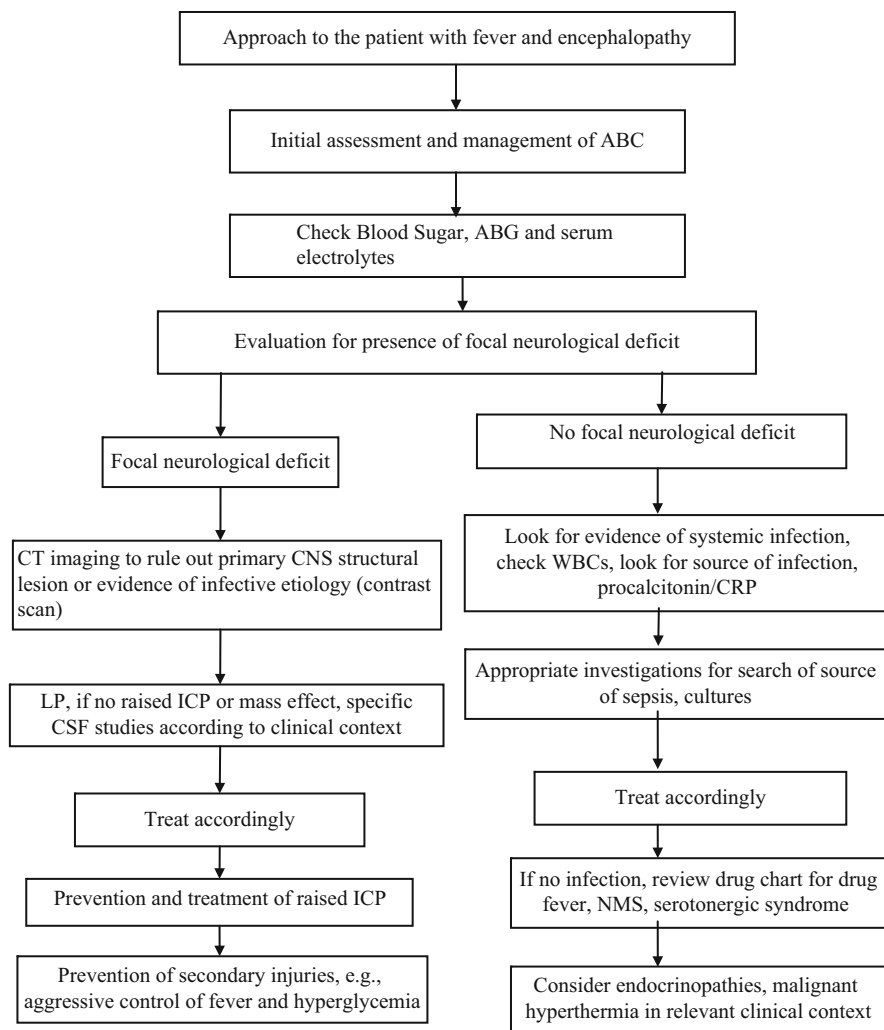 Approach to the patient with fever and encephalopathy
Initial assessment and management of ABC
Check Blood Sugar, ABG and serum
electrolytes
Evaluation for presence of focal neurological deficit
Focal neurological deficit
CT imaging to rule out primary CNS structural
lesion or evidence of infective etiology (contrast
scan)
LP, if no raised ICP or mass effect, specific
CSF studies according to clinical context
Treat accordingly
Prevention and treatment of raised ICP
Prevention of secondary injuries, e.g.,
aggressive control of fever and hyperglycemia
No focal neurological deficit
Look for evidence of systemic infection,
check WBCs, look for source of infection,
procalcitonin/CRP
Appropriate investigations for search of source
of sepsis, cultures
Treat accordingly
If no infection, review drug chart for drug
fever, NMS, serotonergic syndrome
Consider endocrinopathies, malignant
hyperthermia in relevant clinical context